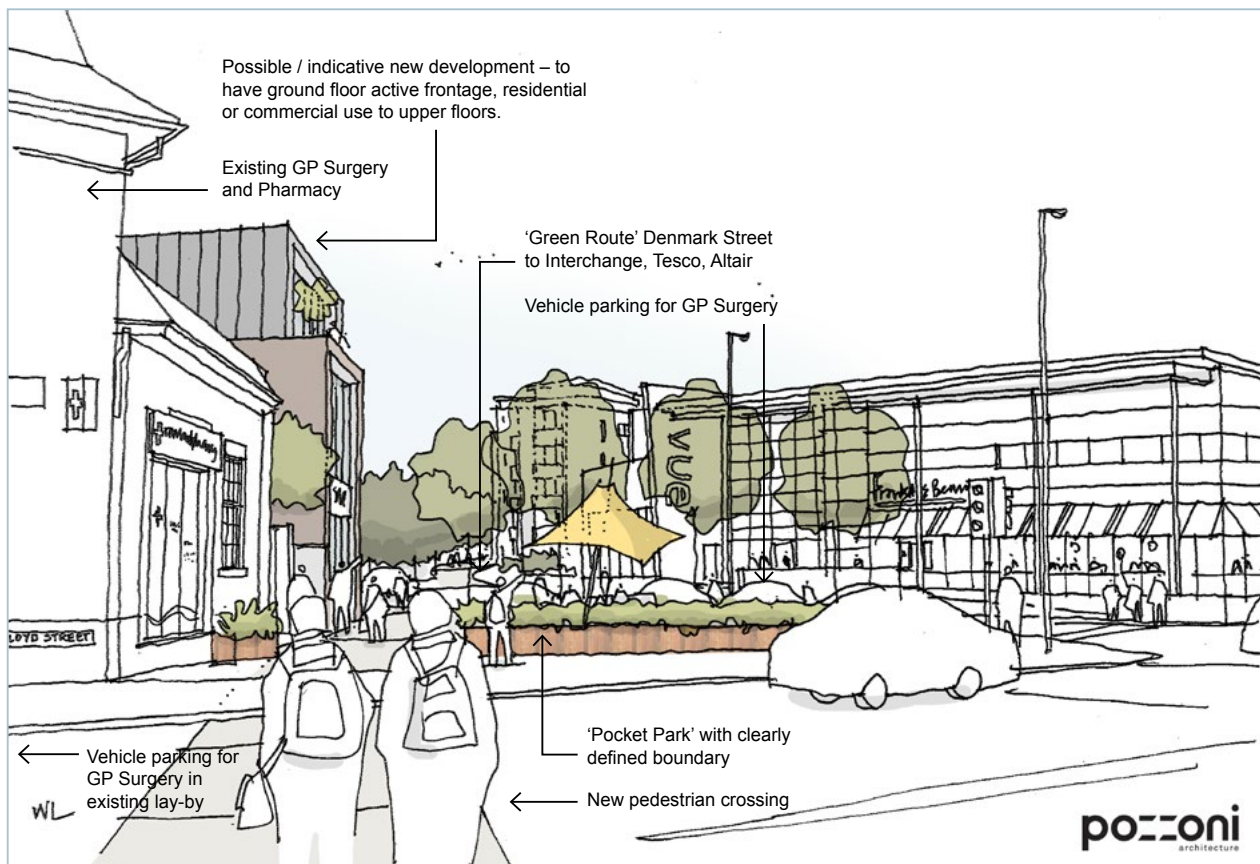 Possible / indicative new development – to
have ground floor active frontage, residential
or commercial use to upper floors.
Existing GP Surgery
and Pharmacy
‘Green Route’ Denmark Street
to Interchange, Tesco, Altair
Vehicle parking for GP Surgery
vue
Frankie & Benny
LOYD STREET
‘Pocket Park’ with clearly
defined boundary
Vehicle parking for
GP Surgery in
existing lay-by
New pedestrian crossing
WL
pozzoni
architecture